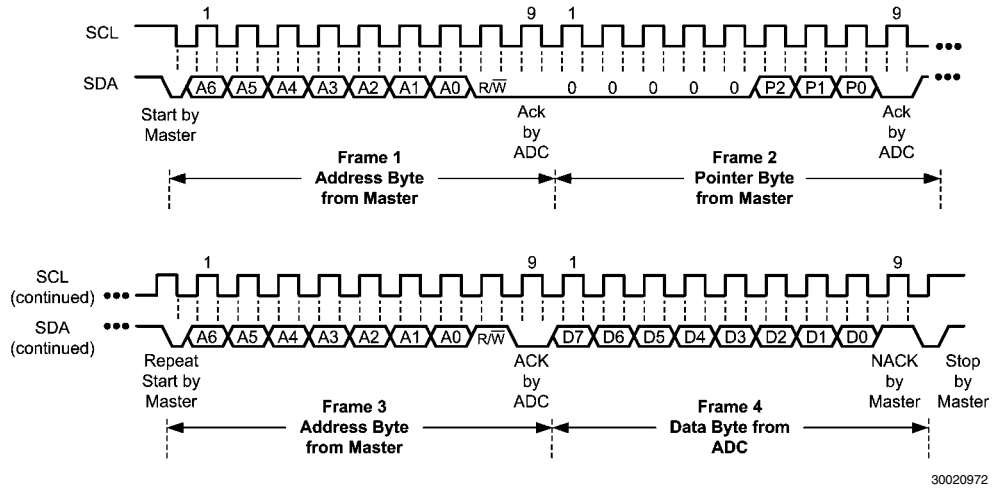 1 9 1 9
SCL
SDA A6 A5 A4 A3 A2 A1 A0 R/W̅ 0 0 0 0 0 P2 P1 P0
Start by
Master
Ack
by
ADC
Ack
by
ADC
Frame 1
Address Byte
from Master
Frame 2
Pointer Byte
from Master
1 9 1 9
SCL
(continued)
SDA
(continued)
A6 A5 A4 A3 A2 A1 A0 R/W̅ D7 D6 D5 D4 D3 D2 D1 D0
Repeat
Start by
Master
ACK
by
ADC
NACK
by
Master
Stop
by
Master
Frame 3
Address Byte
from Master
Frame 4
Data Byte from
ADC
30020972